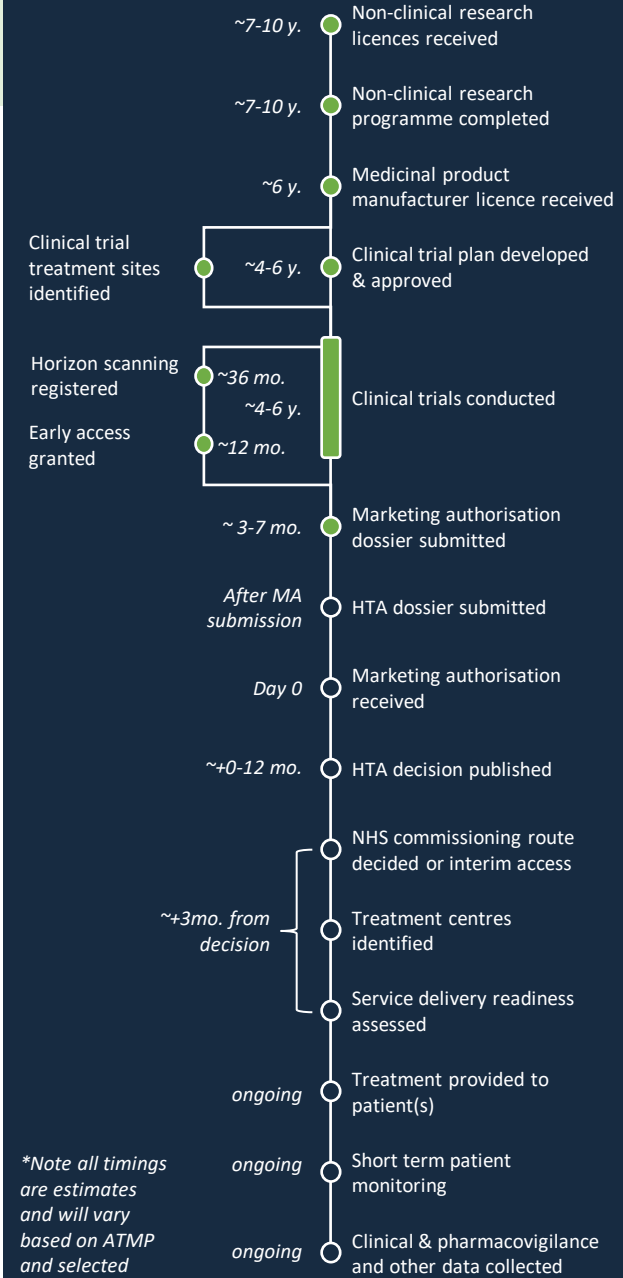 ~7-10 y.
Non-clinical research
licences received
~7-10 y.
Non-clinical research
programme completed
~6 y.
Medicinal product
manufacturer licence received
Clinical trial
treatment sites
identified
~4-6 y.
Clinical trial plan developed
& approved
Horizon scanning
registered
~36 mo.
~4-6 y.
Early access
granted
~12 mo.
Clinical trials conducted
~ 3-7 mo.
Marketing authorisation
dossier submitted
After MA
submission
HTA dossier submitted
Day 0
Marketing authorisation
received
~+0-12 mo.
HTA decision published
NHS commissioning route
decided or interim access
~+3mo. from
decision
Treatment centres
identified
Service delivery readiness
assessed
ongoing
Treatment provided to
patient(s)
ongoing
Short term patient
monitoring
ongoing
Clinical & pharmacovigilance
and other data collected
*Note all timings
are estimates
and will vary
based on ATMP
and selected